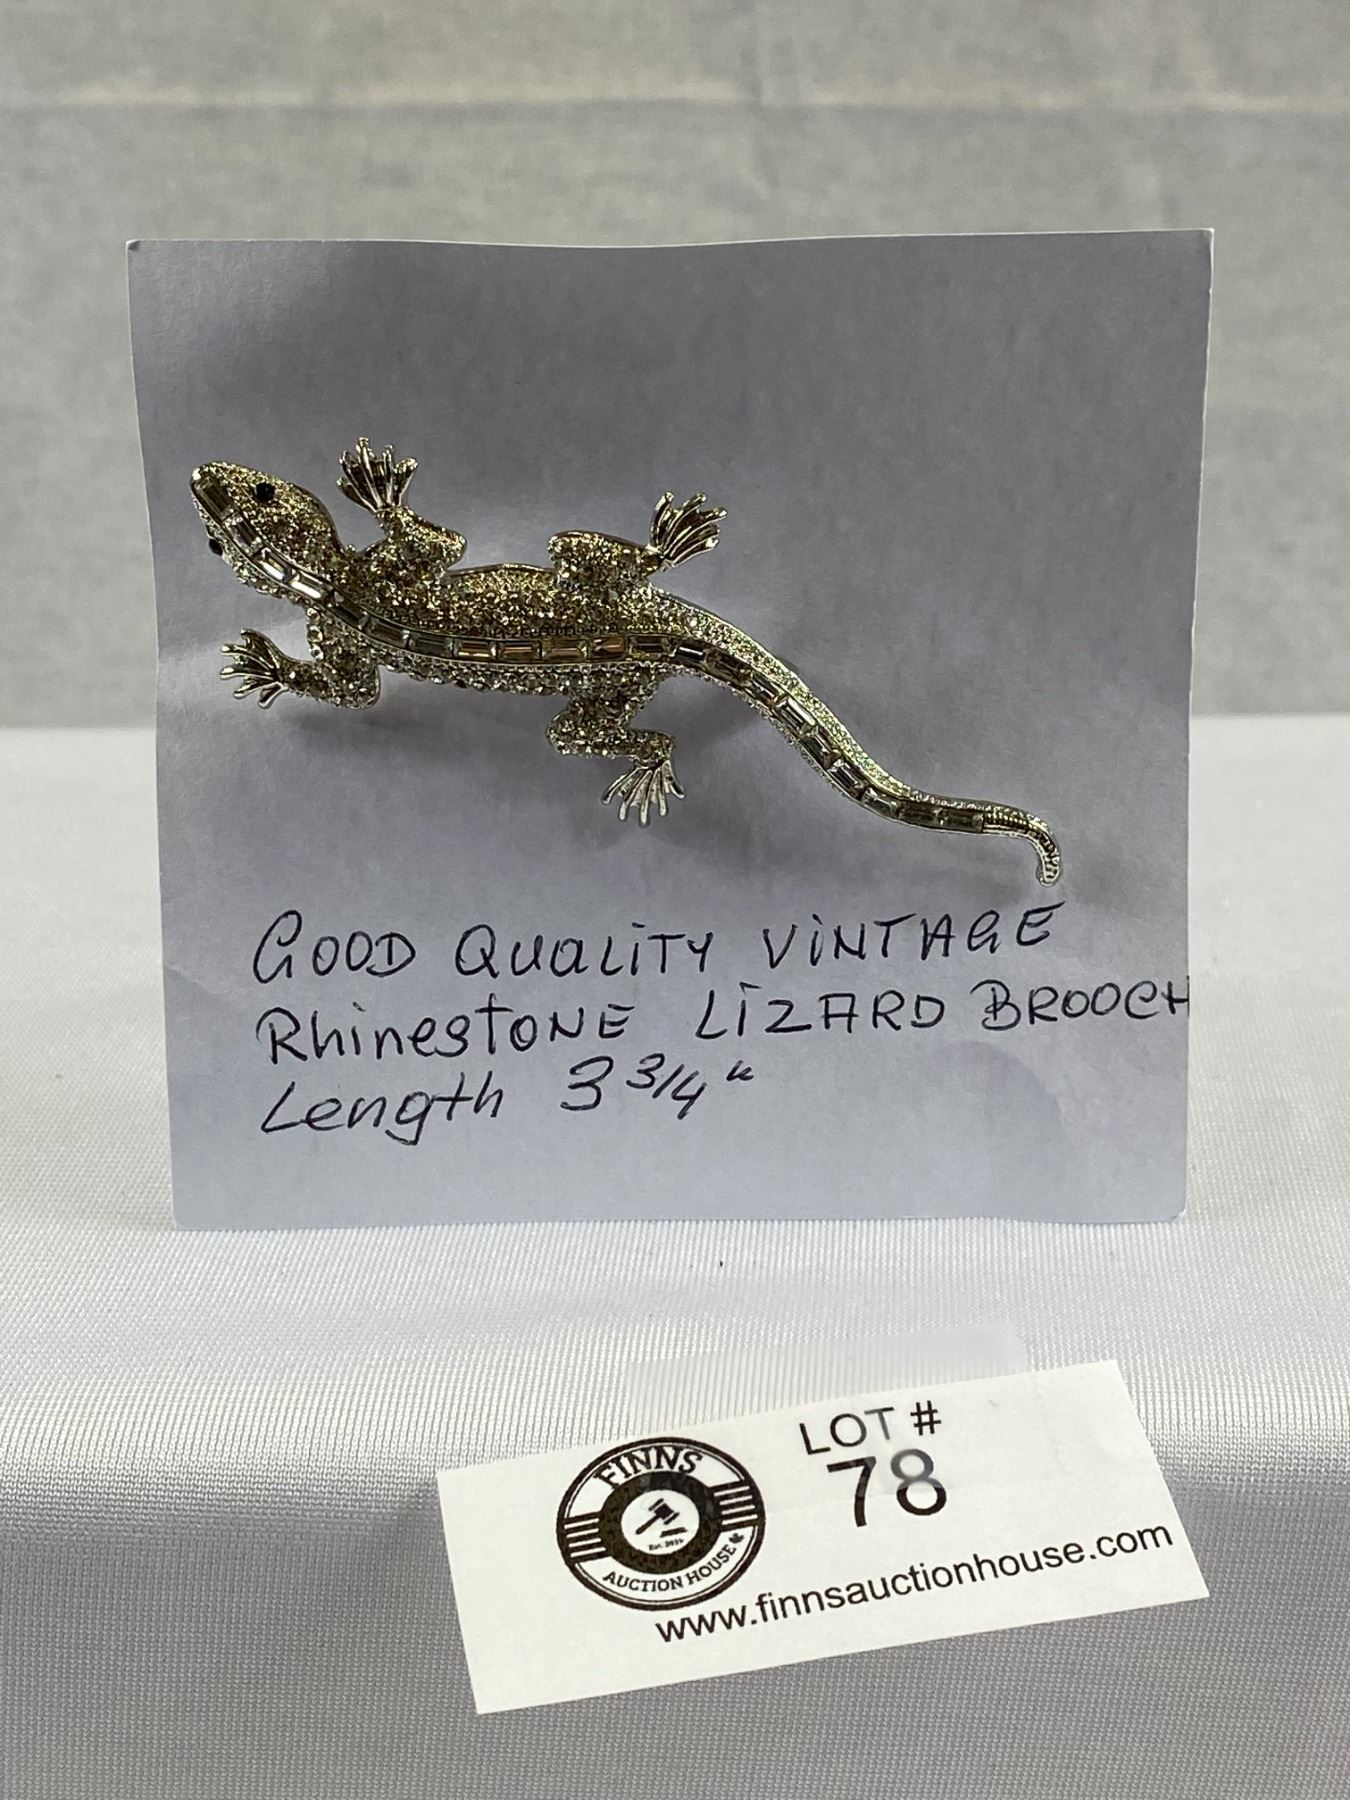 GOOD QUALITY VINTAGE
RhinestoNE LIZARD BROOCH
Length 3 3/4"
LOT #
78
FINNS
AUCTION HOUSE
www.finnsauctionhouse.com